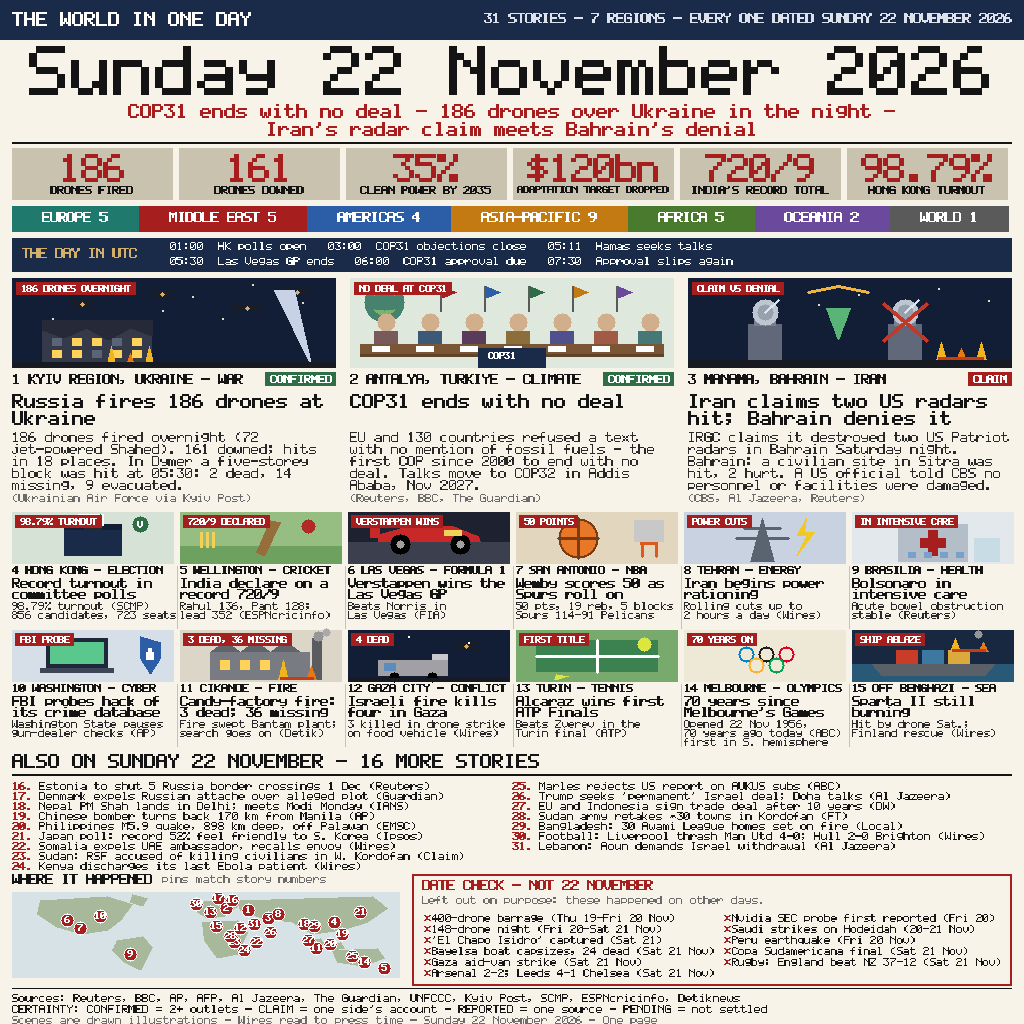 THE WORLD IN ONE DAY
31 STORIES – 7 REGIONS – EVERY ONE DATED SUNDAY 22 NOVEMBER 2026
Sunday 22 November 2026
COP31 ends with no deal – 186 drones over Ukraine in the night –
Iran's radar claim meets Bahrain's denial
186
DRONES FIRED
161
DRONES DOWNED
35%
CLEAN POWER BY 2035
$120bn
ADAPTATION TARGET DROPPED
720/9
INDIA'S RECORD TOTAL
98.79%
HONG KONG TURNOUT
EUROPE 5
MIDDLE EAST 5
AMERICAS 4
ASIA-PACIFIC 9
AFRICA 5
OCEANIA 2
WORLD 1
THE DAY IN UTC
01:00 HK polls open 03:00 COP31 objections close 05:11 Hamas seeks talks
05:30 Las Vegas GP ends 06:00 COP31 approval due 07:30 Approval slips again
186 DRONES OVERNIGHT
1 KYIV REGION, UKRAINE – WAR
CONFIRMED
Russia fires 186 drones at
Ukraine
186 drones fired overnight (72
jet-powered Shahed). 161 downed; hits
in 18 places. In Dymer a five-storey
block was hit at 05:30: 2 dead, 14
missing, 9 evacuated.
(Ukrainian Air Force via Kyiv Post)
NO DEAL AT COP31
COP31
2 ANTALYA, TURKIYE – CLIMATE
CONFIRMED
COP31 ends with no deal
EU and 130 countries refused a text
with no mention of fossil fuels – the
first COP since 2000 to end with no
deal. Talks move to COP32 in Addis
Ababa, Nov 2027.
(Reuters, BBC, The Guardian)
CLAIM VS DENIAL
3 MANAMA, BAHRAIN – IRAN
CLAIM
Iran claims two US radars
hit; Bahrain denies it
IRGC claims it destroyed two US Patriot
radars in Bahrain Saturday night.
Bahrain: a civilian site in Sitra was
hit, 2 hurt. A US official told CBS no
personnel or facilities were damaged.
(CBS, Al Jazeera, Reuters)
98.79% TURNOUT
4 HONG KONG – ELECTION
Record turnout in
committee polls
98.79% turnout (SCMP)
856 candidates, 723 seats
720/9 DECLARED
5 WELLINGTON – CRICKET
India declare on a
record 720/9
Rahul 136, Pant 128;
lead 352 (ESPNcricinfo)
VERSTAPPEN WINS
6 LAS VEGAS – FORMULA 1
Verstappen wins the
Las Vegas GP
Beats Norris in
Las Vegas (FIA)
50 POINTS
7 SAN ANTONIO – NBA
Wemby scores 50 as
Spurs roll on
50 pts, 19 reb, 5 blocks
Spurs 114-91 Pelicans
POWER CUTS
8 TEHRAN – ENERGY
Iran begins power
rationing
Rolling cuts up to
2 hours a day (Wires)
IN INTENSIVE CARE
9 BRASILIA – HEALTH
Bolsonaro in
intensive care
Acute bowel obstruction
stable (Reuters)
FBI PROBE
10 WASHINGTON – CYBER
FBI probes hack of
its crime database
Washington State pauses
gun-dealer checks (AP)
3 DEAD, 36 MISSING
11 CIKANDE – FIRE
Candy-factory fire:
3 dead; 36 missing
Fire swept Bantam plant;
search goes on (Detik)
4 DEAD
12 GAZA CITY – CONFLICT
Israeli fire kills
four in Gaza
3 killed in drone strike
on food vehicle (Wires)
FIRST TITLE
13 TURIN – TENNIS
Alcaraz wins first
ATP Finals
Beats Zverev in the
Turin final (ATP)
70 YEARS ON
14 MELBOURNE – OLYMPICS
70 years since
Melbourne's Games
Opened 22 Nov 1956,
70 years ago today (ABC)
first in S. hemisphere
SHIP ABLAZE
15 OFF BENGHAZI – SEA
Sparta II still
burning
Hit by drone Sat.;
Finland rescue (Wires)
ALSO ON SUNDAY 22 NOVEMBER – 16 MORE STORIES
16. Estonia to shut 5 Russia border crossings 1 Dec (Reuters)
17. Denmark expels Russian attache over alleged plot (Guardian)
18. Nepal PM Shah lands in Delhi; meets Modi Monday (IANS)
19. Chinese bomber turns back 170 km from Manila (AP)
20. Philippines M5.9 quake, 898 km deep, off Palawan (EMSC)
21. Japan poll: record 52% feel friendly to S. Korea (Ipsos)
22. Somalia expels UAE ambassador, recalls envoy (Wires)
23. Sudan: RSF accused of killing civilians in W. Kordofan (Claim)
24. Kenya discharges its last Ebola patient (Wires)
25. Marles rejects US report on AUKUS subs (ABC)
26. Trump seeks 'permanent' Israel deal; Doha talks (Al Jazeera)
27. EU and Indonesia sign trade deal after 10 years (DW)
28. Sudan army retakes *30 towns in Kordofan (FT)
29. Bangladesh: 30 Awami League homes set on fire (Local)
30. Football: Liverpool thrash Man Utd 4-0; Hull 2-0 Brighton (Wires)
31. Lebanon: Aoun demands Israel withdrawal (Al Jazeera)
WHERE IT HAPPENED pins match story numbers
DATE CHECK – NOT 22 NOVEMBER
Left out on purpose: these happened on other days.
×400-drone barrage (Thu 19-Fri 20 Nov)
×148-drone night (Fri 20-Sat 21 Nov)
×'El Chapo Isidro' captured (Sat 21)
×Bayelsa boat capsizes, 24 dead (Sat 21 Nov)
×Gaza aid-van strike (Sat 21 Nov)
×Arsenal 2-2; Leeds 4-1 Chelsea (Sat 21 Nov)
×Nvidia SEC probe first reported (Fri 20)
×Saudi strikes on Hodeidah (20-21 Nov)
×Peru earthquake (Fri 20 Nov)
×Copa Sudamericana final (Sat 21 Nov)
×Rugby: England beat NZ 37-12 (Sat 21 Nov)
Sources: Reuters, BBC, AP, AFP, Al Jazeera, The Guardian, UNFCCC, Kyiv Post, SCMP, ESPNcricinfo, Detiknews
CERTAINTY: CONFIRMED = 2+ outlets – CLAIM = one side's account – REPORTED = one source – PENDING = not settled
Scenes are drawn illustrations – Wires read to press time – Sunday 22 November 2026 – One page